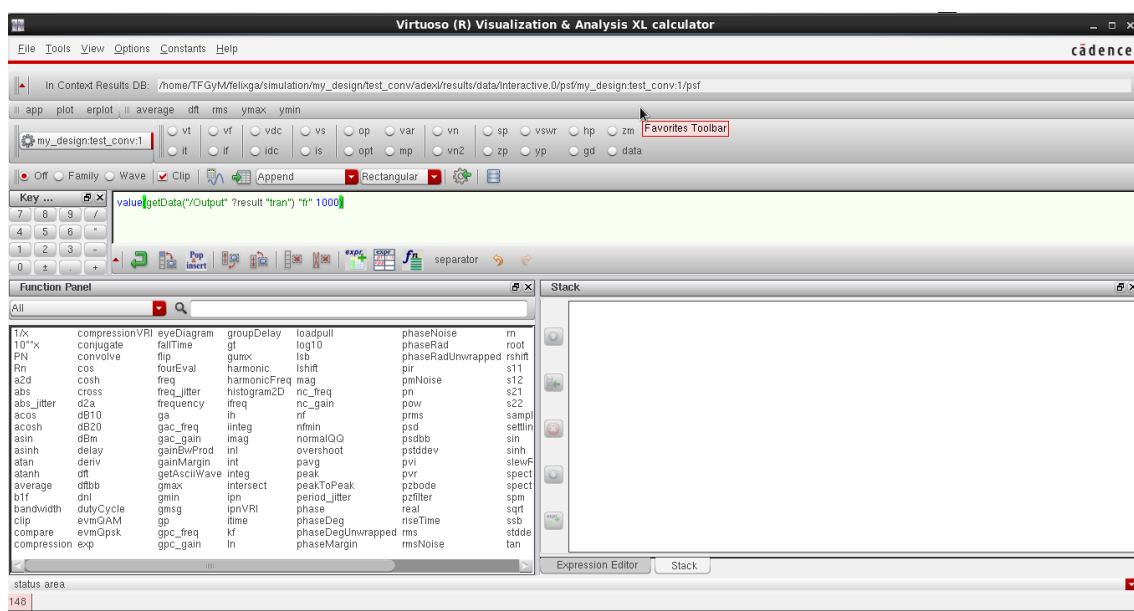 Virtuoso (R) Visualization & Analysis XL calculator
File Tools View Options Constants Help
cādence
In Context Results DB: /home/TFGyM/felixga/simulation/my_design/test_conv/adexl/results/data/Interactive.0/psf/my_design:test_conv:1/psf
app plot erplot average dft rms ymax ymin
Favorites Toolbar
my_design:test_conv:1
vt vf vdc vs op var vn sp vswr hp zm
it if idc is opt mp vn2 zp yp gd data
Off Family Wave Clip Append Rectangular
Key ...
7 8 9 /
4 5 6 *
1 2 3 -
0 ± . +
value(getData("/Output" ?result "tran") "fr" 1000)
Pop insert expr expr fn separator
Function Panel
Stack
All
1/x compressionVRI eyeDiagram groupDelay loadpull phaseNoise rn
10**x conjugate fallTime gt log10 phaseRad root
PN convolve flip gumx lsb phaseRadUnwrapped rshift
Rn cos fourEval harmonic lshift pir s11
a2d cosh freq harmonicFreq mag pmNoise s12
abs cross freq_jitter histogram2D nc_freq pn s21
abs_jitter d2a frequency ifreq nc_gain pow s22
acos dB10 ga ih nf prms sampl
acosh dB20 gac_freq iinteg nfmin psd settlin
asin dBm gac_gain imag normalQQ psdbb sin
asinh delay gainBwProd inl overshoot pstddev sinh
atan deriv gainMargin int pavg pvi slewF
atanh dft getAsciiWave integ peak pvr spect
average dftbb gmax intersect peakToPeak pzbode spect
b1f dnl gmin ipn period_jitter pzfilter spm
bandwidth dutyCycle gmsg ipnVRI phase real sqrt
clip evmQAM gp itime phaseDeg riseTime ssb
compare evmQpsk gpc_freq kf phaseDegUnwrapped rms stdde
compression exp gpc_gain ln phaseMargin rmsNoise tan
Expression Editor Stack
status area
148